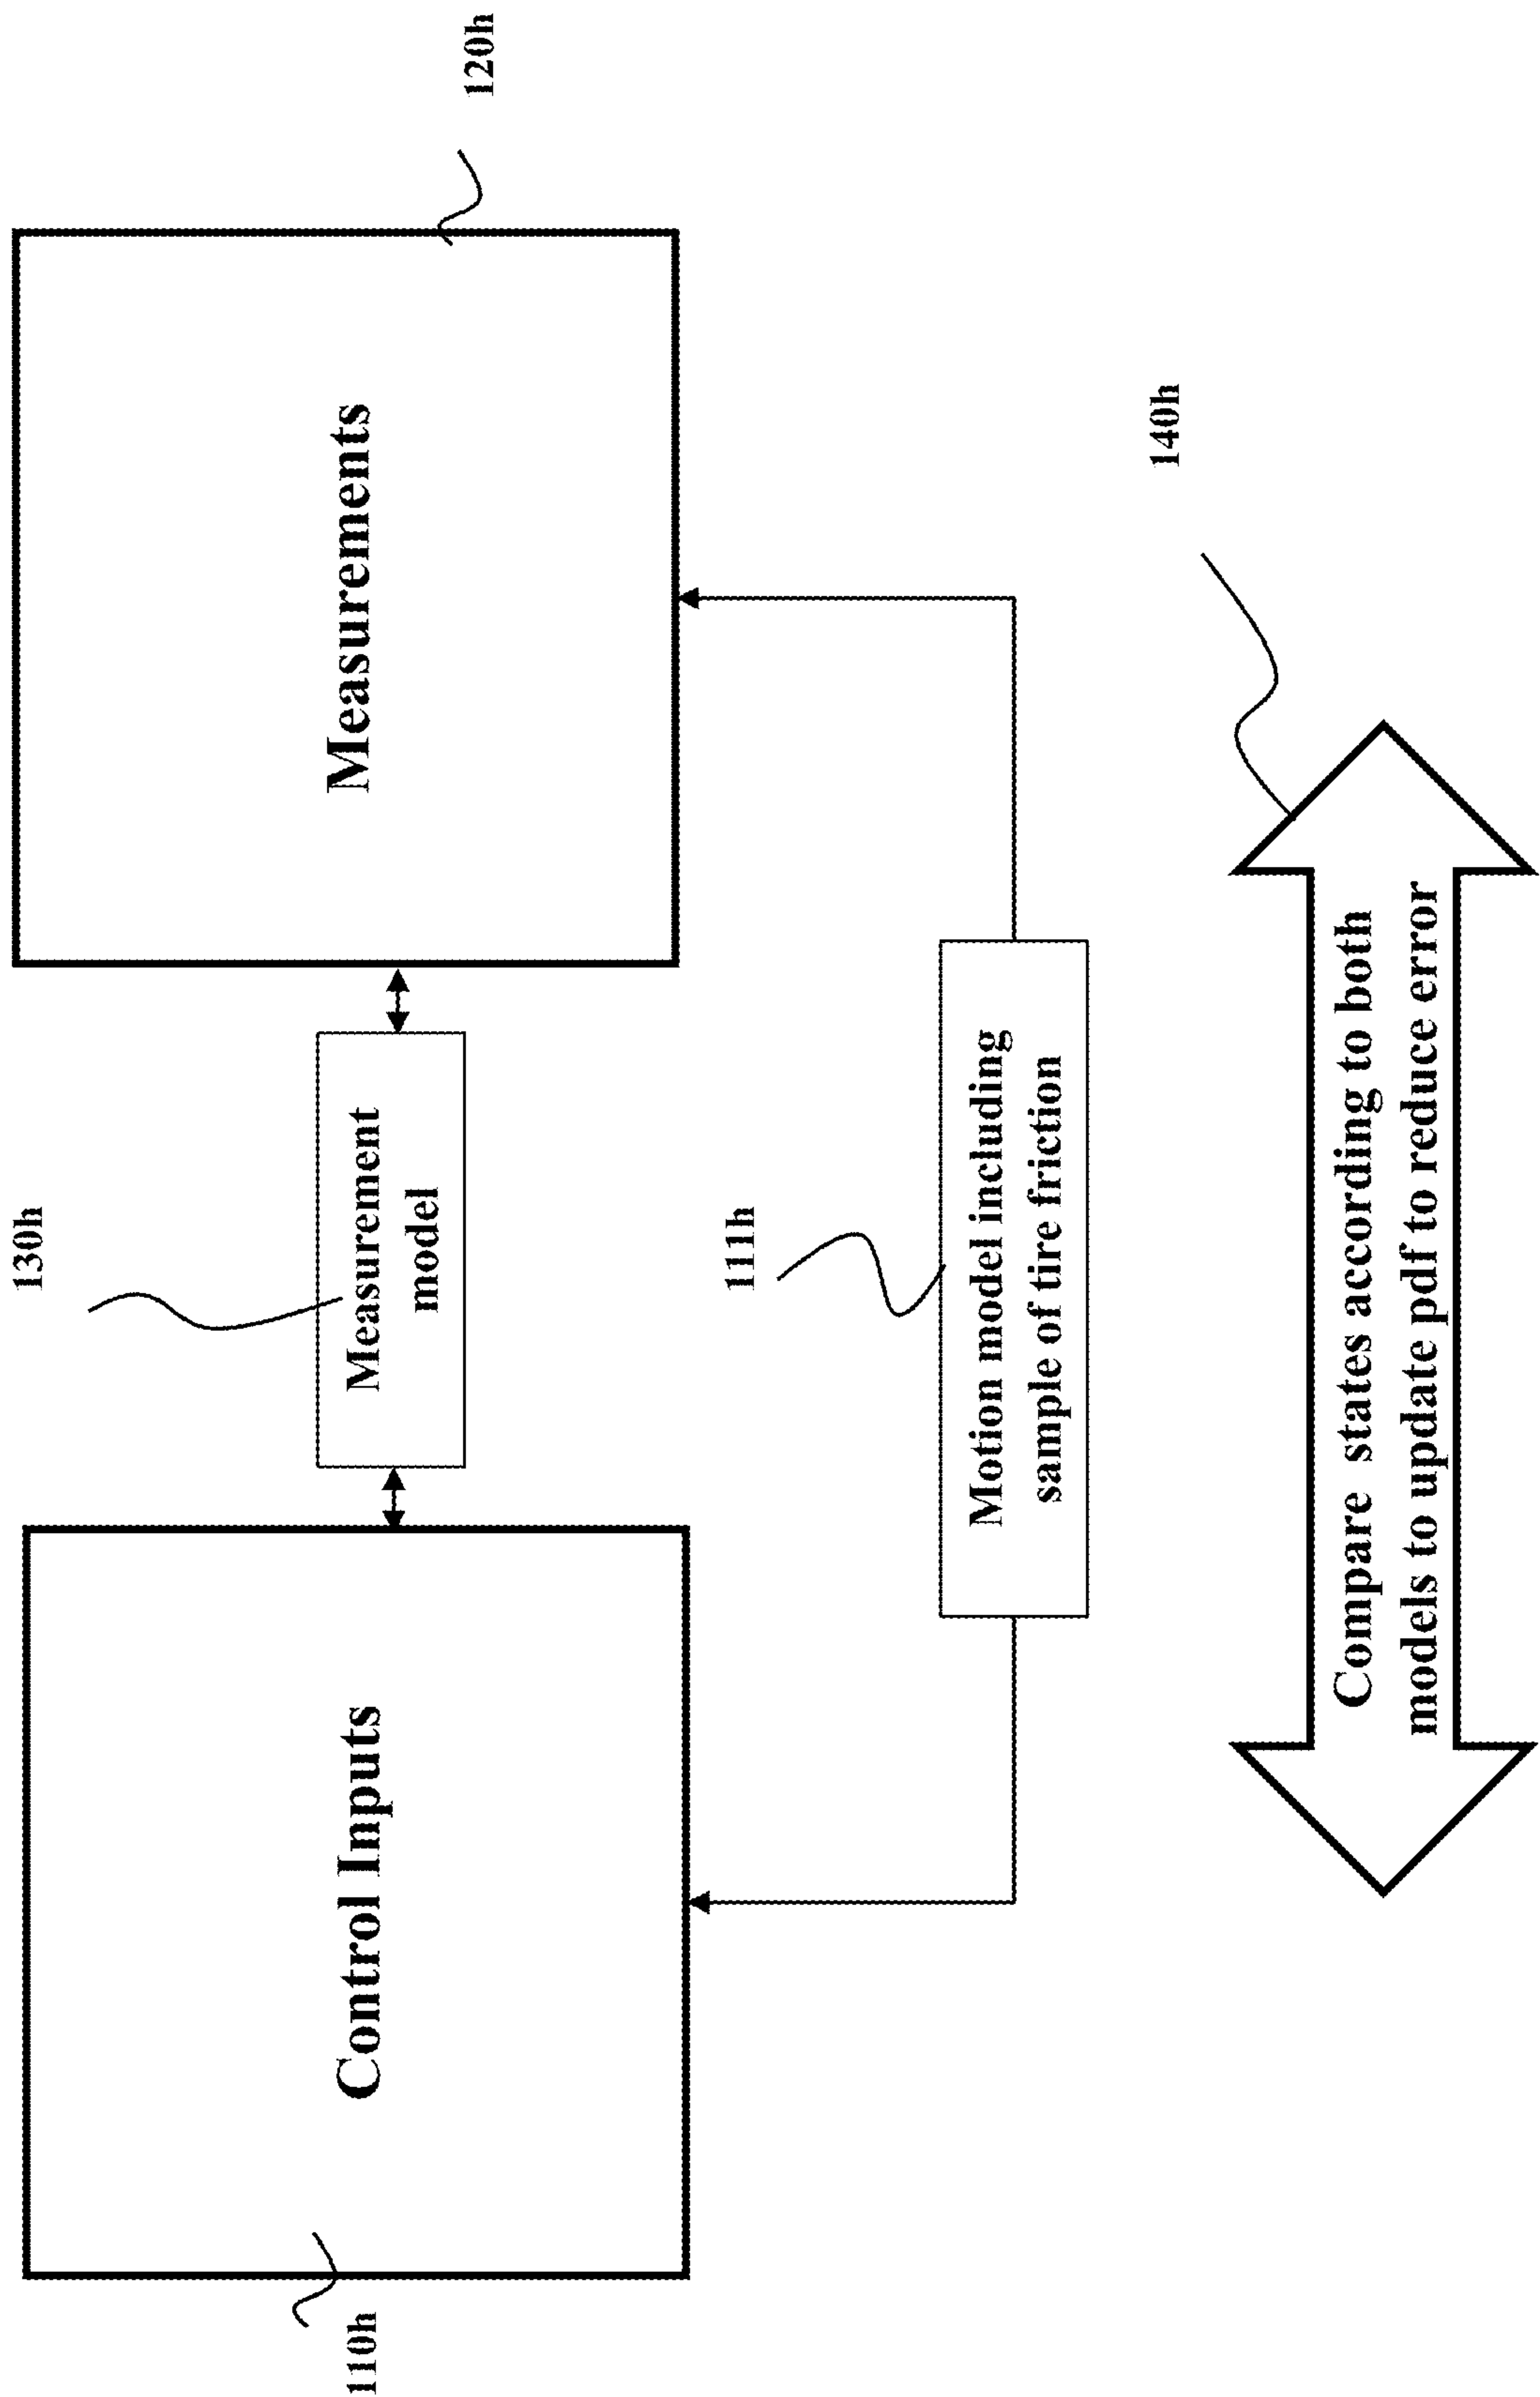 110h
Control Inputs
130h
Measurement
model
120h
Measurements
111h
Motion model including
sample of tire friction
140h
Compare states according to both
models to update pdf to reduce error